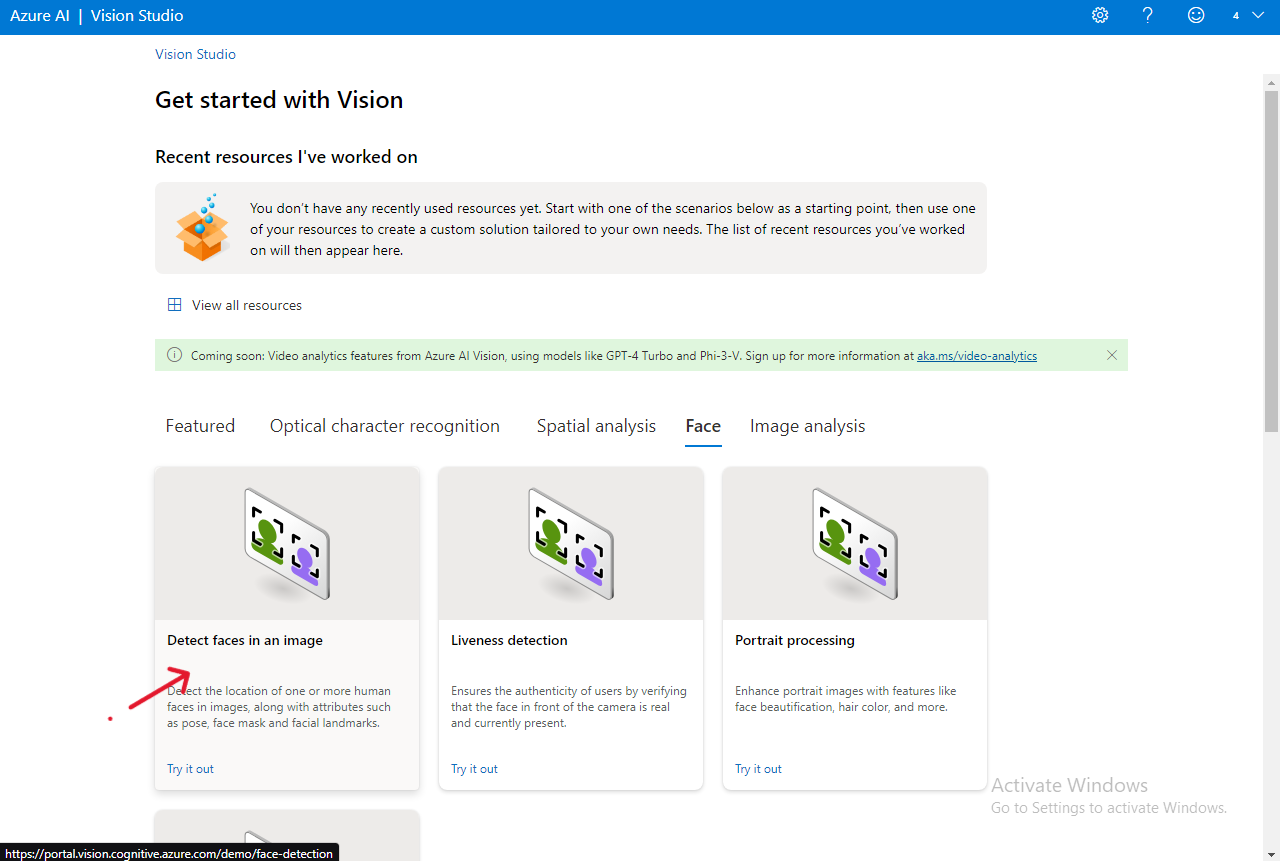 Azure AI | Vision Studio
4
Vision Studio
Get started with Vision
Recent resources I've worked on
You don't have any recently used resources yet. Start with one of the scenarios below as a starting point, then use one
of your resources to create a custom solution tailored to your own needs. The list of recent resources you've worked
on will then appear here.
View all resources
Coming soon: Video analytics features from Azure AI Vision, using models like GPT-4 Turbo and Phi-3-V. Sign up for more information at aka.ms/video-analytics
Featured Optical character recognition Spatial analysis Face Image analysis
Detect faces in an image
Detect the location of one or more human
faces in images, along with attributes such
as pose, face mask and facial landmarks.
Try it out
Liveness detection
Ensures the authenticity of users by verifying
that the face in front of the camera is real
and currently present.
Try it out
Portrait processing
Enhance portrait images with features like
face beautification, hair color, and more.
Try it out
Activate Windows
Go to Settings to activate Windows.
https://portal.vision.cognitive.azure.com/demo/face-detection